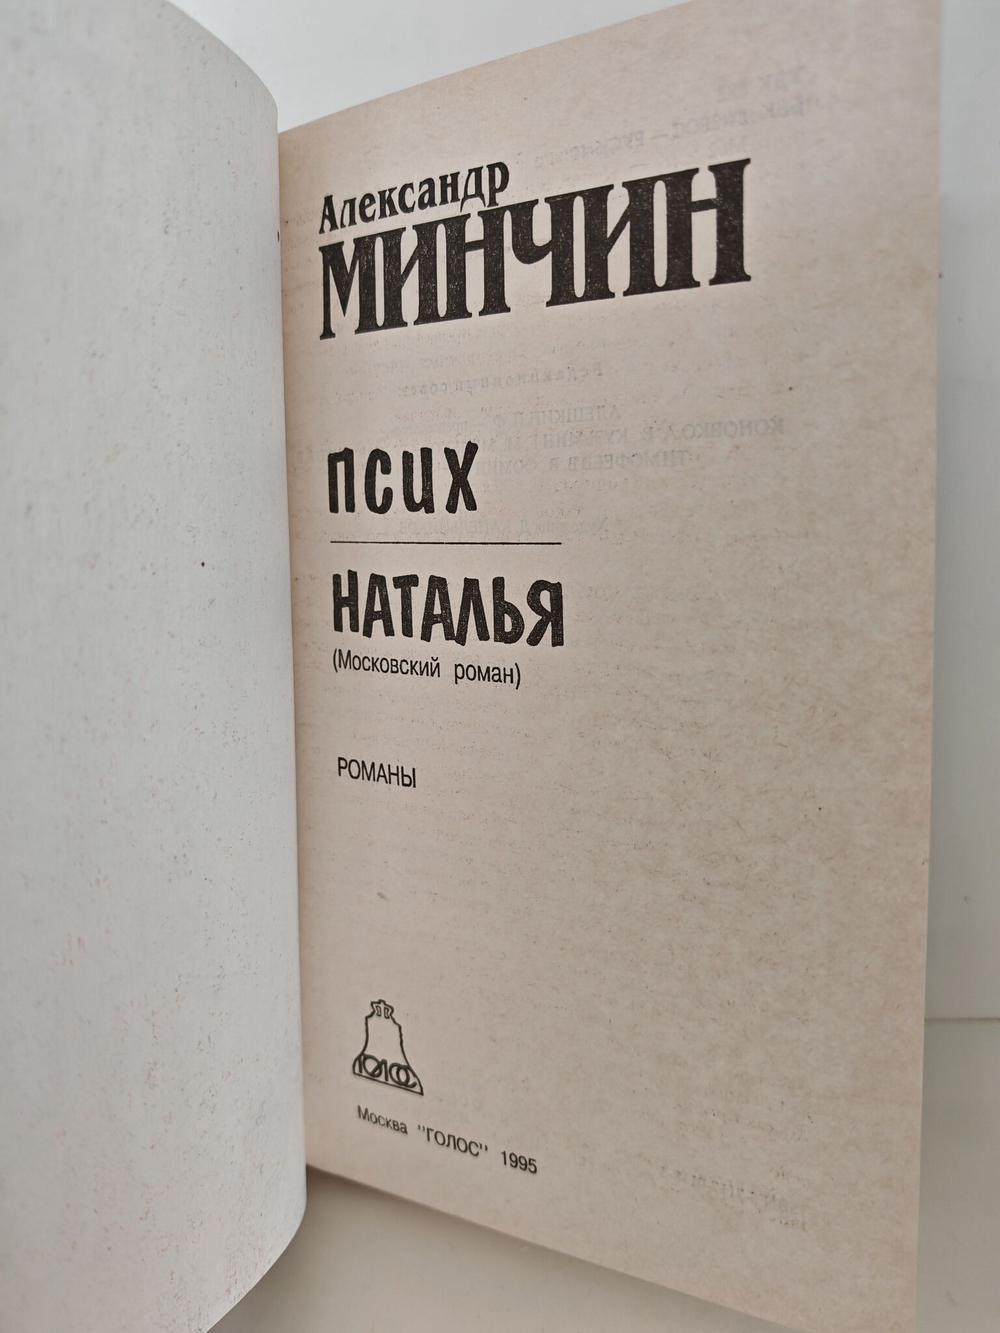 Александр
МИНЧИН
ПСИХ
НАТАЛЬЯ
(Московский роман)
РОМАНЫ
ГОЛОС
Москва "ГОЛОС" 1995